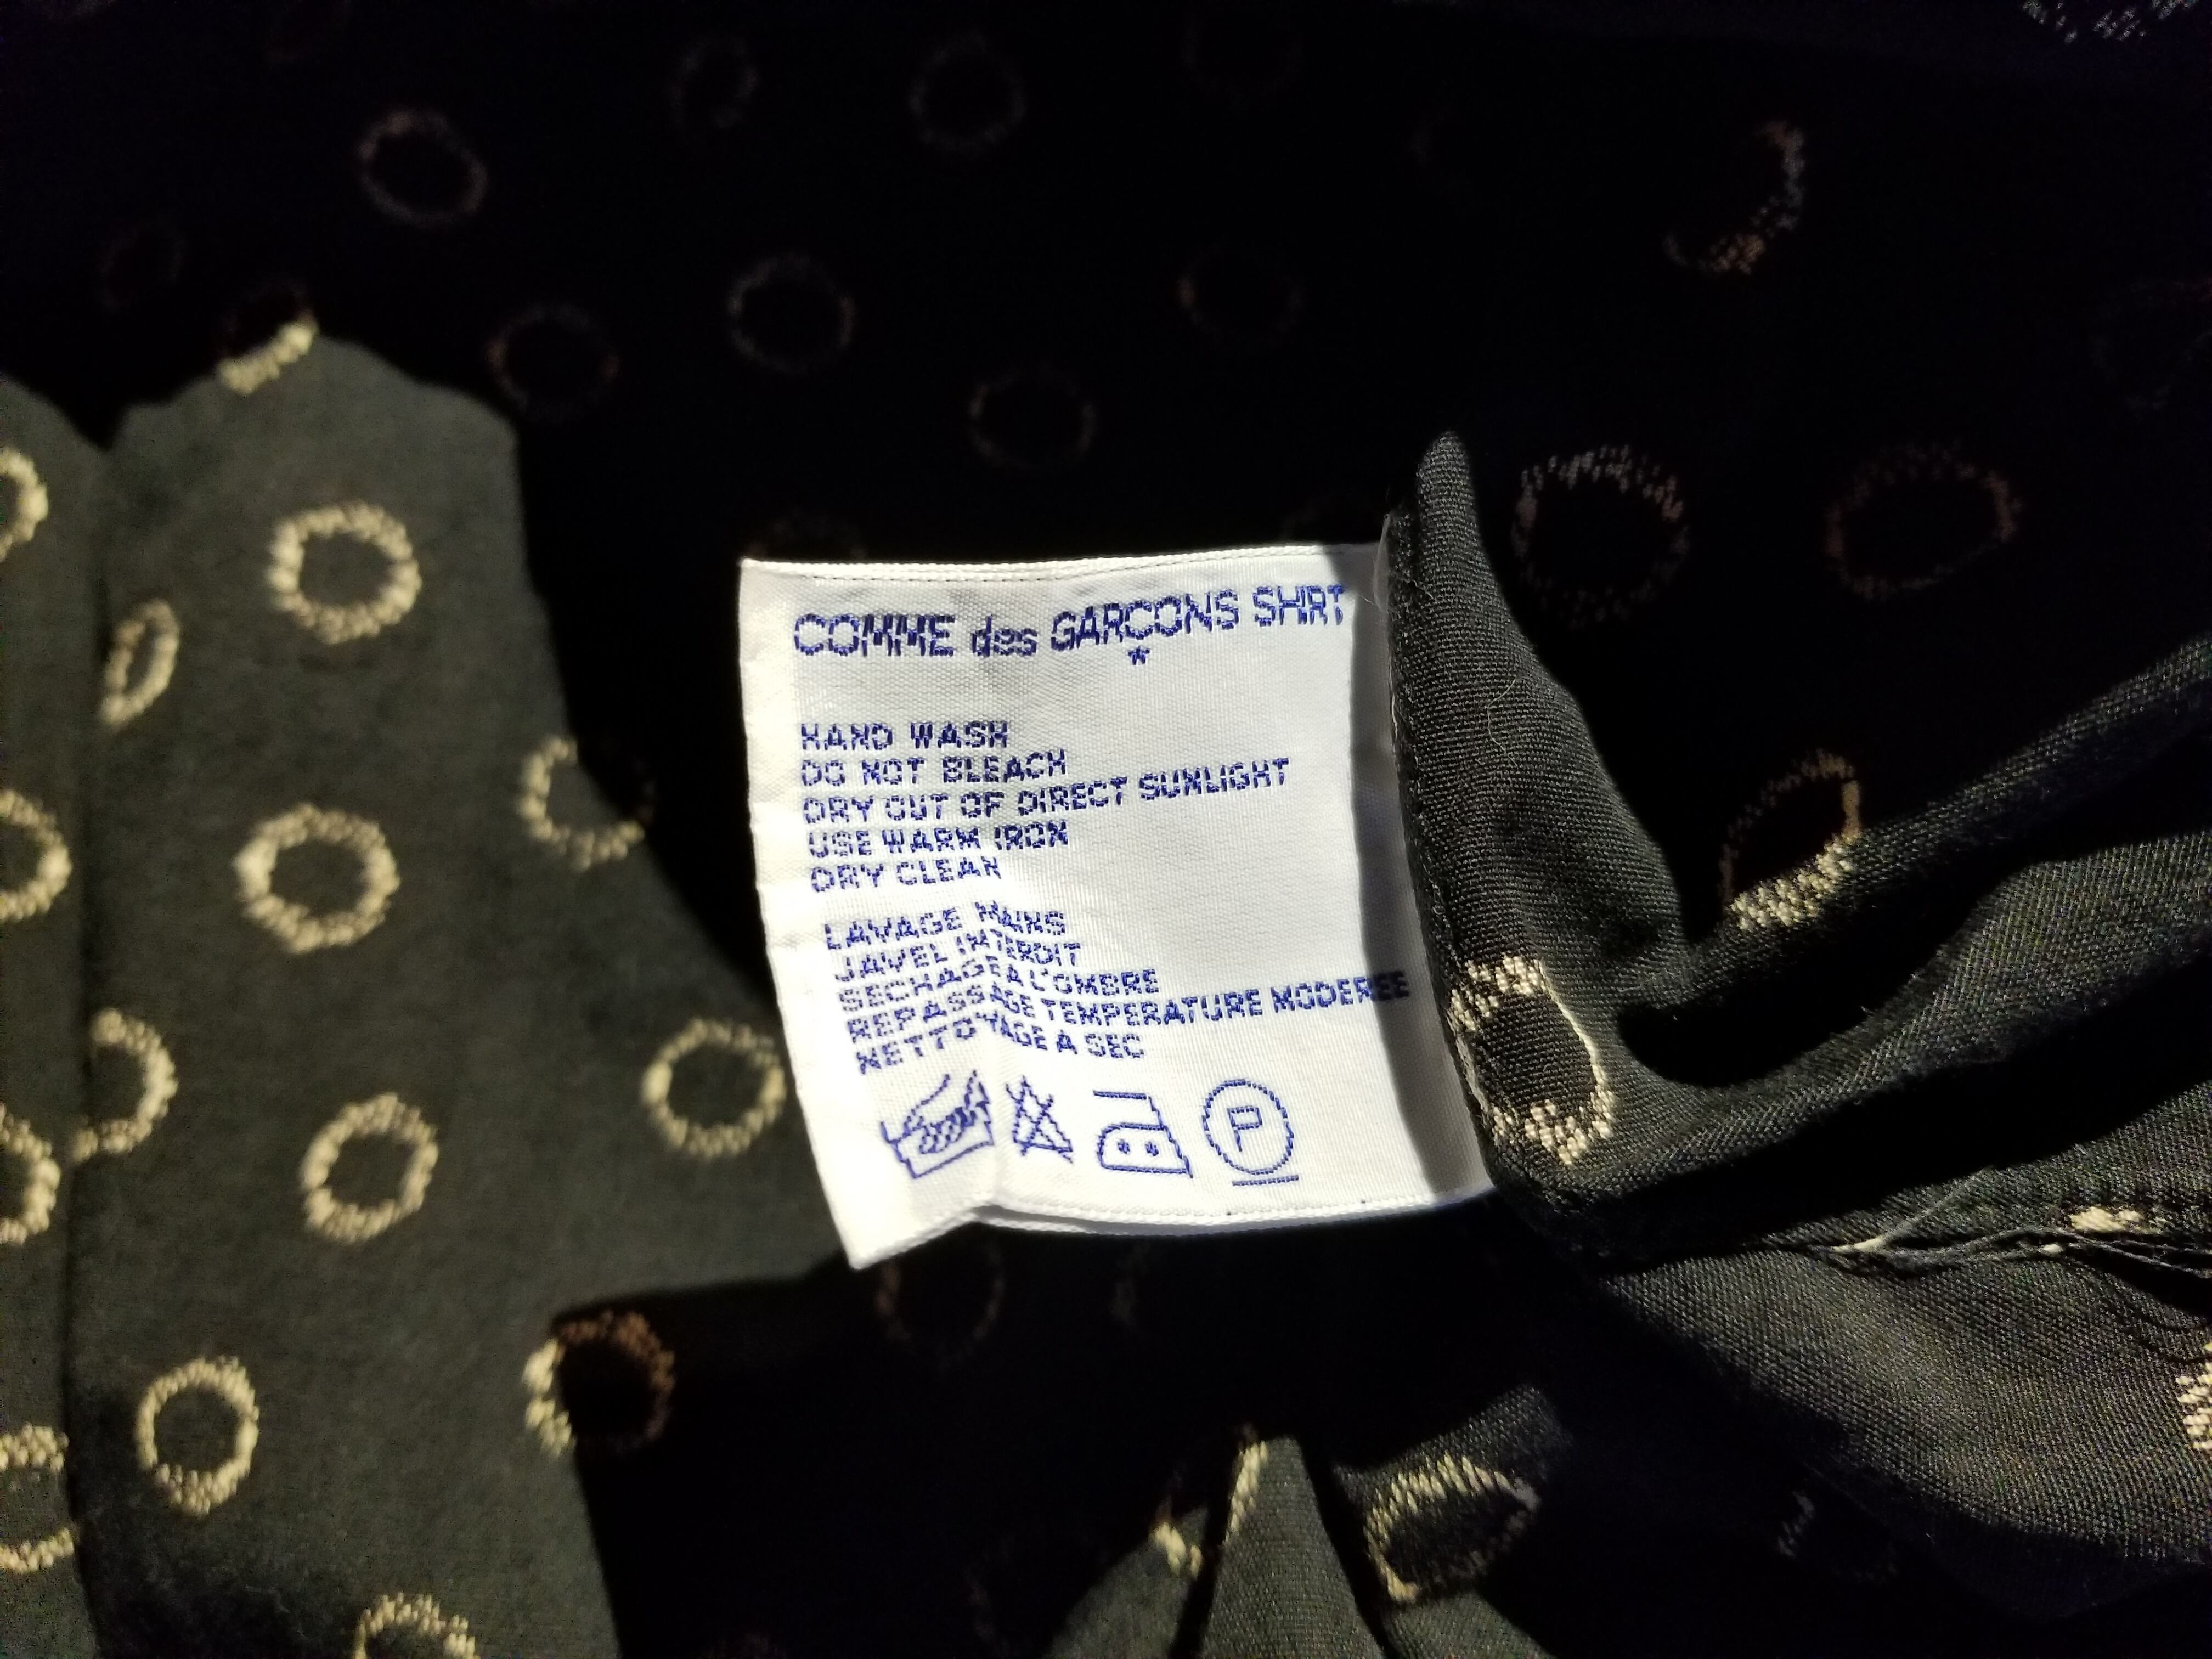 COMME des GARCONS SHIRT
*
HAND WASH
DO NOT BLEACH
DRY OUT OF DIRECT SUNLIGHT
USE WARM IRON
DRY CLEAN
LAVAGE MAINS
JAVEL INTERDIT
SECHAGE A L'OMBRE
REPASSAGE TEMPERATURE MODEREE
NETTOYAGE A SEC
P